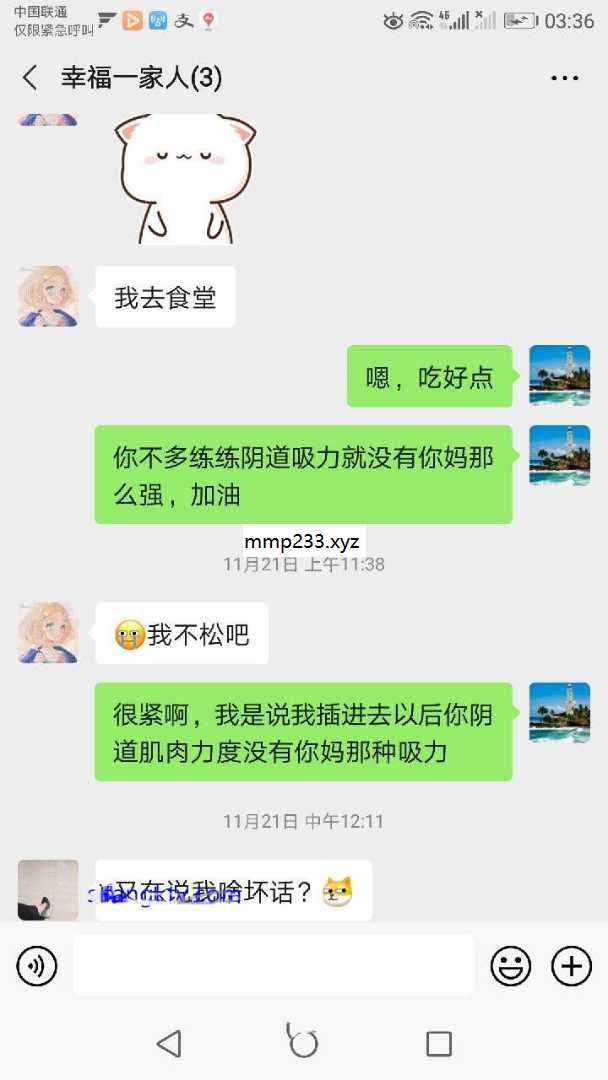 中国联通
仅限紧急呼叫
4G
03:36
幸福一家人(3)
我去食堂
嗯，吃好点
你不多练练阴道吸力就没有你妈那
么强，加油
mmp233.xyz
11月21日 上午11:38
我不松吧
很紧啊，我是说我插进去以后你阴
道肌肉力度没有你妈那种吸力
11月21日 中午12:11
又在说我啥坏话？